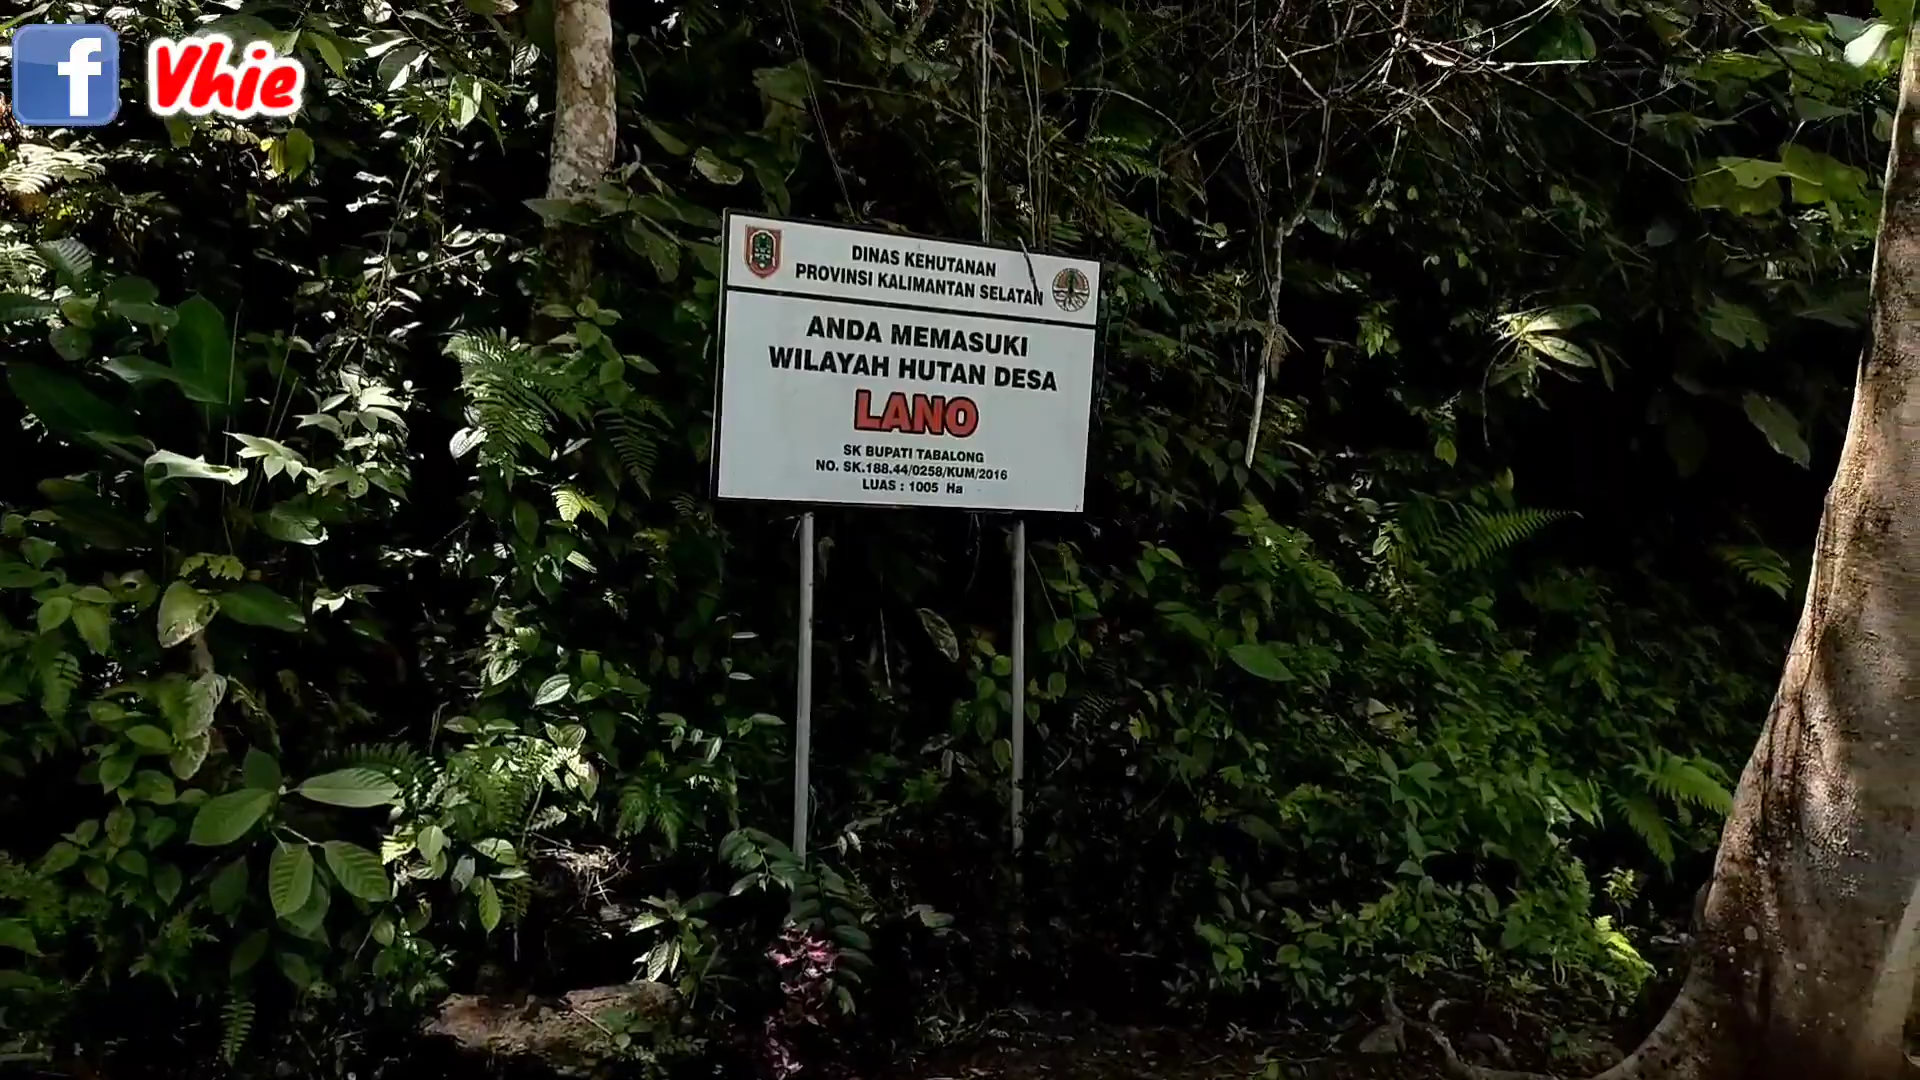 f Vhie
DINAS KEHUTANAN
PROVINSI KALIMANTAN SELATAN
ANDA MEMASUKI
WILAYAH HUTAN DESA
LANO
SK BUPATI TABALONG
NO. SK.188.44/0258/KUM/2016
LUAS : 1005 Ha